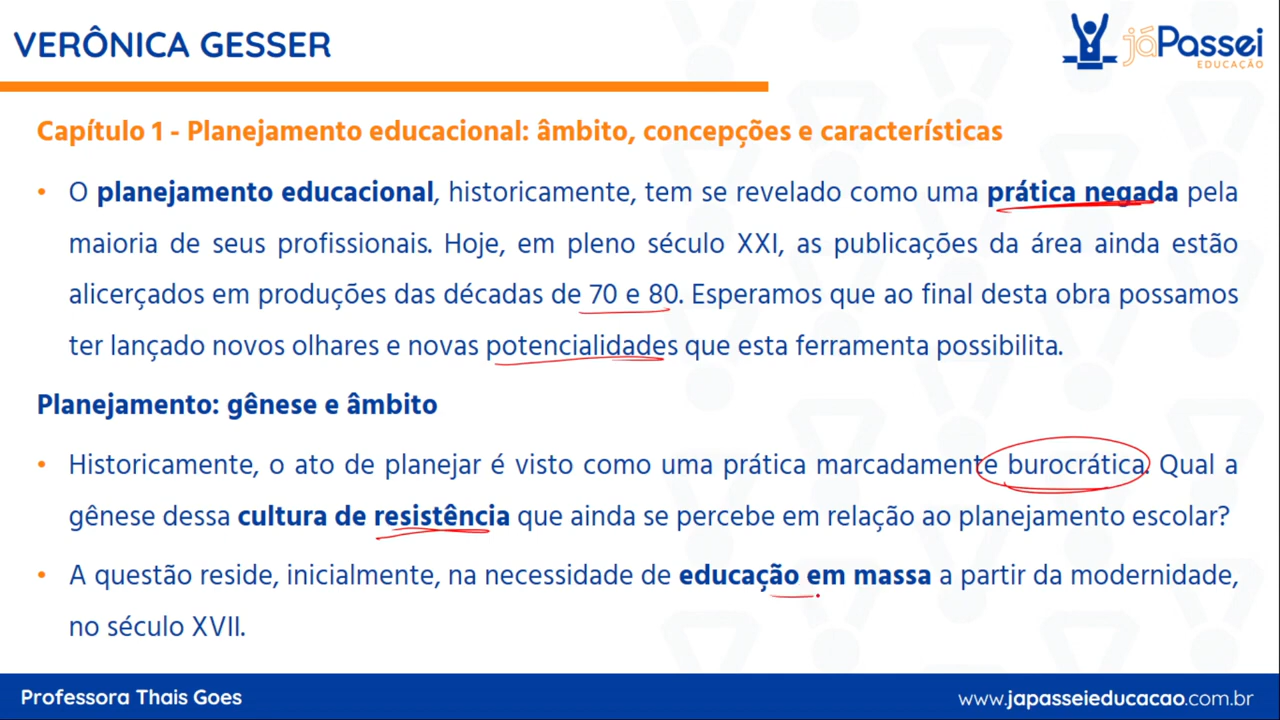 VERÔNICA GESSER
jáPassei
EDUCAÇÃO
Capítulo 1 - Planejamento educacional: âmbito, concepções e características
• O planejamento educacional, historicamente, tem se revelado como uma prática negada pela
maioria de seus profissionais. Hoje, em pleno século XXI, as publicações da área ainda estão
alicerçados em produções das décadas de 70 e 80. Esperamos que ao final desta obra possamos
ter lançado novos olhares e novas potencialidades que esta ferramenta possibilita.
Planejamento: gênese e âmbito
• Historicamente, o ato de planejar é visto como uma prática marcadamente burocrática. Qual a
gênese dessa cultura de resistência que ainda se percebe em relação ao planejamento escolar?
• A questão reside, inicialmente, na necessidade de educação em massa a partir da modernidade,
no século XVII.
Professora Thais Goes
www.japasseieducacao.com.br